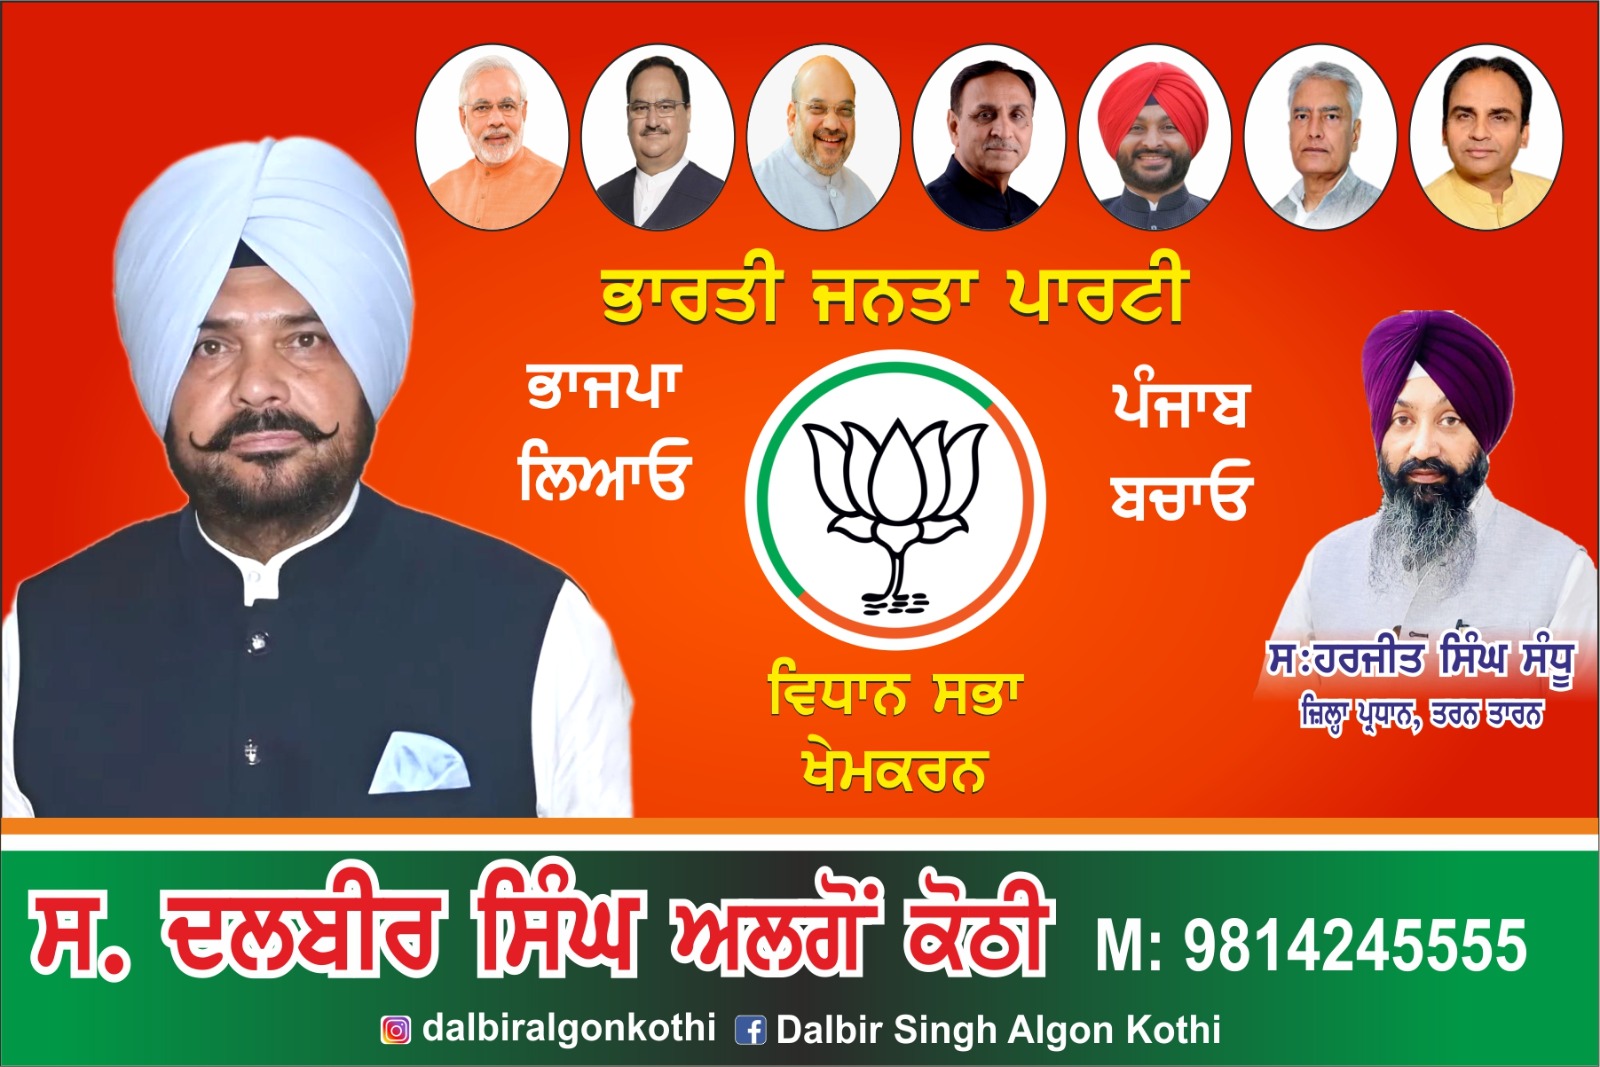 ਭਾਰਤੀ ਜਨਤਾ ਪਾਰਟੀ
ਭਾਜਪਾ
ਲਿਆਓ
ਪੰਜਾਬ
ਬਚਾਓ
ਵਿਧਾਨ ਸਭਾ
ਖੇਮਕਰਨ
ਸ:ਹਰਜੀਤ ਸਿੰਘ ਸੰਧੂ
ਜ਼ਿਲ੍ਹਾ ਪ੍ਰਧਾਨ, ਤਰਨ ਤਾਰਨ
ਸ. ਦਲਬੀਰ ਸਿੰਘ ਅਲਗੋਂ ਕੋਠੀ M: 9814245555
dalbiralgonkothi Dalbir Singh Algon Kothi